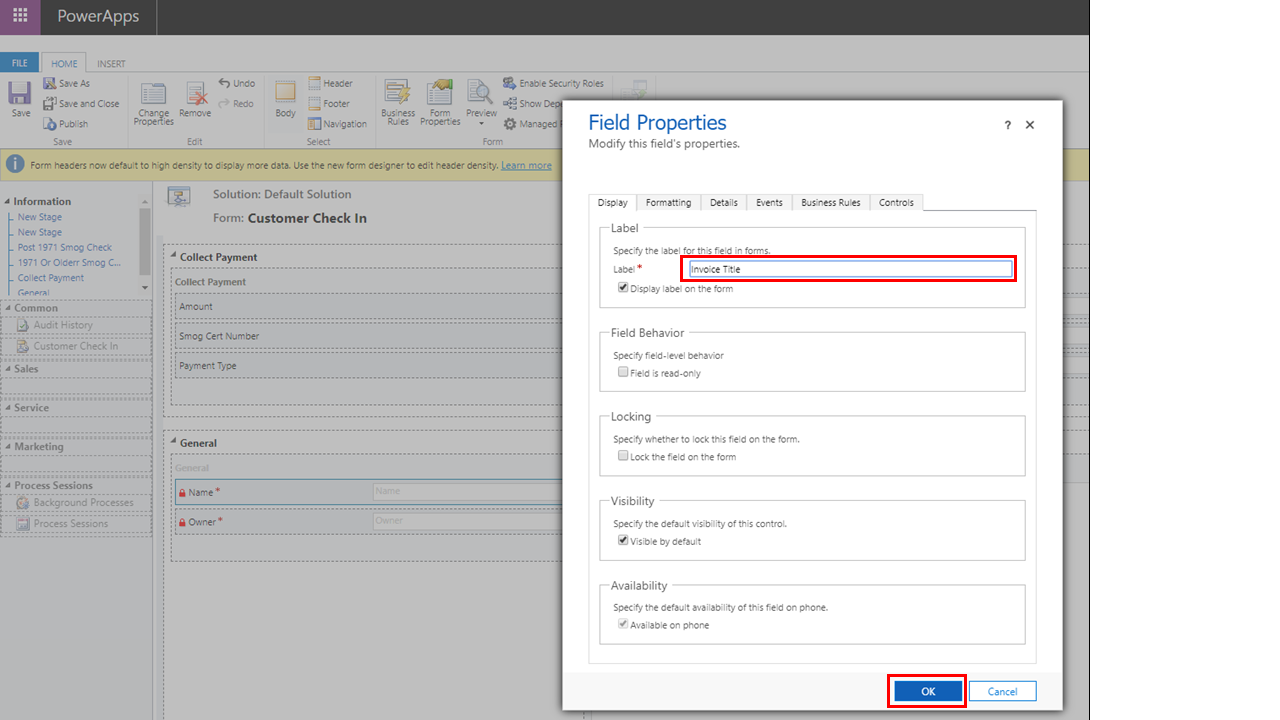 PowerApps
FILE
HOME
INSERT
Save
Save As
Save and Close
Publish
Save
Change Properties
Remove
Undo
Redo
Edit
Body
Header
Footer
Navigation
Select
Business Rules
Form Properties
Preview
Enable Security Roles
Show Dep
Managed
Form
Form headers now default to high density to display more data. Use the new form designer to edit header density. Learn more
Information
New Stage
New Stage
Post 1971 Smog Check
1971 Or Olderr Smog C...
Collect Payment
General
Common
Audit History
Customer Check In
Sales
Service
Marketing
Process Sessions
Background Processes
Process Sessions
Solution: Default Solution
Form: Customer Check In
Collect Payment
Collect Payment
Amount
Smog Cert Number
Payment Type
General
General
Name * Name
Owner * Owner
Field Properties
? ✕
Modify this field's properties.
Display Formatting Details Events Business Rules Controls
Label
Specify the label for this field in forms.
Label * Invoice Title
Display label on the form
Field Behavior
Specify field-level behavior
Field is read-only
Locking
Specify whether to lock this field on the form.
Lock the field on the form
Visibility
Specify the default visibility of this control.
Visible by default
Availability
Specify the default availability of this field on phone.
Available on phone
OK Cancel